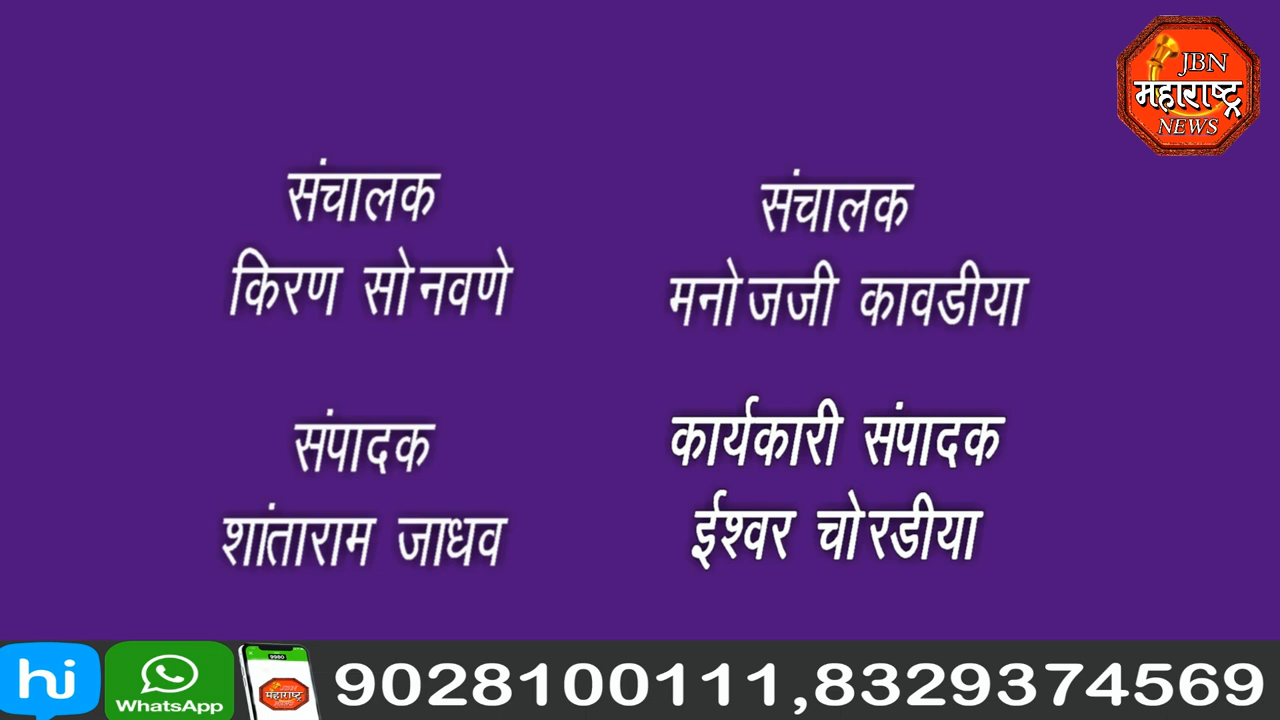 JBN
महाराष्ट्र
NEWS
संचालक
किरण सोनवणे
संचालक
मनोजजी कावडीया
संपादक
शांताराम जाधव
कार्यकारी संपादक
ईश्वर चोरडीया
hi
WhatsApp
महाराष्ट्र
9028100111,8329374569